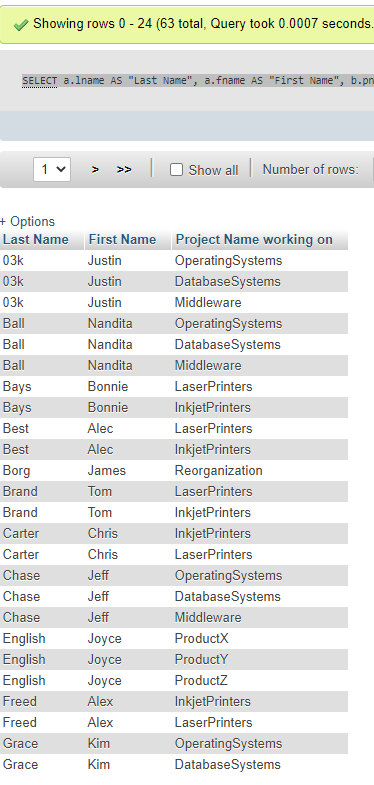 Showing rows 0 - 24 (63 total, Query took 0.0007 seconds.
SELECT a.lname AS "Last Name", a.fname AS "First Name", b.pn
1 > >> Show all Number of rows:
+ Options
Last Name First Name Project Name working on
03k Justin OperatingSystems
03k Justin DatabaseSystems
03k Justin Middleware
Ball Nandita OperatingSystems
Ball Nandita DatabaseSystems
Ball Nandita Middleware
Bays Bonnie LaserPrinters
Bays Bonnie InkjetPrinters
Best Alec LaserPrinters
Best Alec InkjetPrinters
Borg James Reorganization
Brand Tom LaserPrinters
Brand Tom InkjetPrinters
Carter Chris InkjetPrinters
Carter Chris LaserPrinters
Chase Jeff OperatingSystems
Chase Jeff DatabaseSystems
Chase Jeff Middleware
English Joyce ProductX
English Joyce ProductY
English Joyce ProductZ
Freed Alex InkjetPrinters
Freed Alex LaserPrinters
Grace Kim OperatingSystems
Grace Kim DatabaseSystems